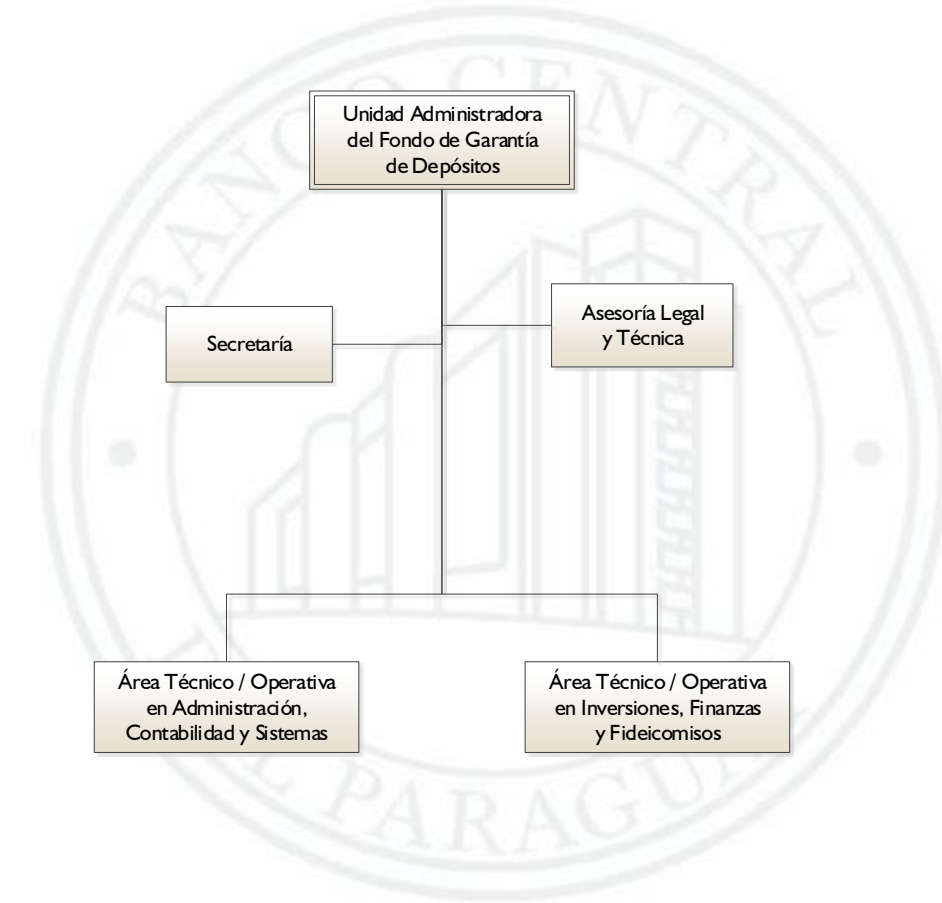 BANCO CENTRAL
DEL PARAGUAY
Unidad Administradora
del Fondo de Garantía
de Depósitos
Asesoría Legal
y Técnica
Secretaría
Área Técnico / Operativa
en Administración,
Contabilidad y Sistemas
Área Técnico / Operativa
en Inversiones, Finanzas
y Fideicomisos